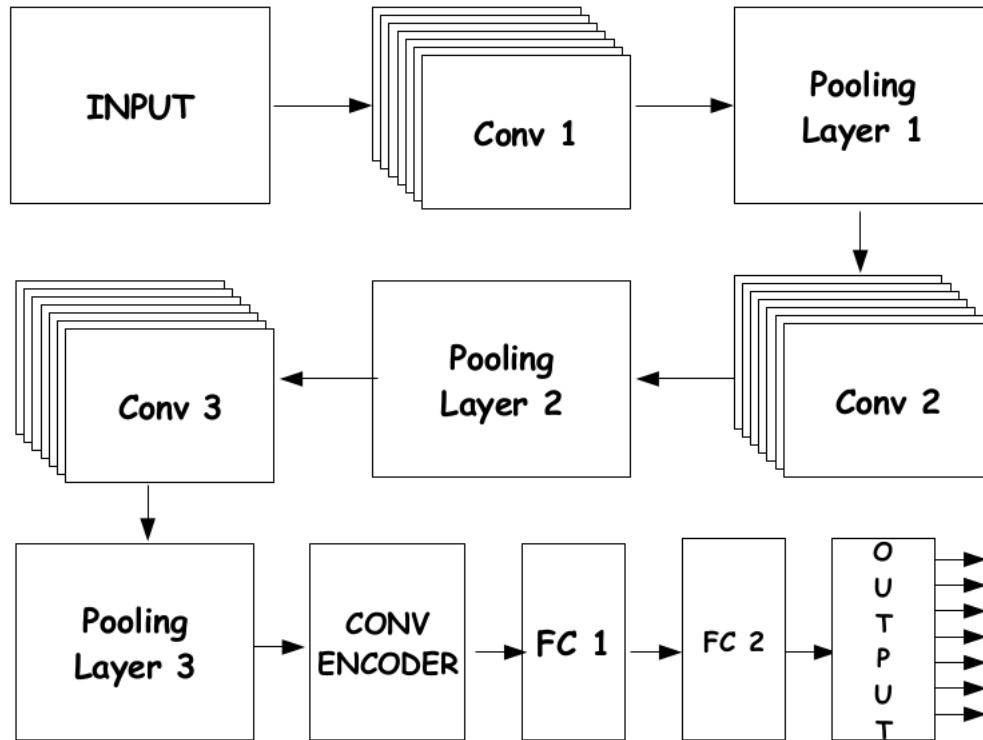 INPUT
Conv 1
Pooling
Layer 1
Conv 2
Pooling
Layer 2
Conv 3
Pooling
Layer 3
CONV
ENCODER
FC 1
FC 2
OUTPUT